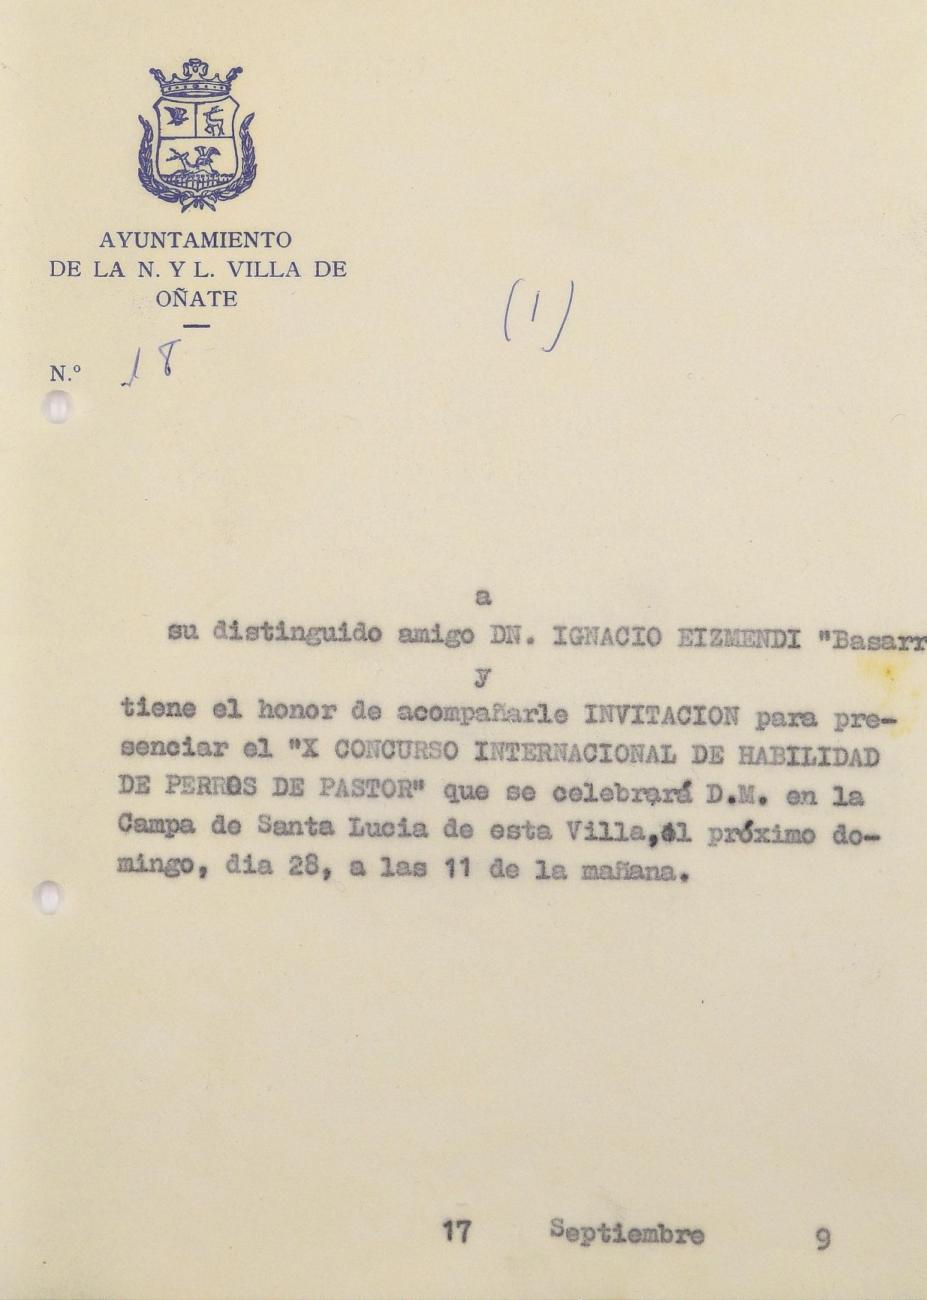 AYUNTAMIENTO
DE LA N. Y L. VILLA DE
OÑATE
(1)
N.º 18
a
su distinguido amigo DN. IGNACIO EIZMENDI "Basarr
y
tiene el honor de acompañarle INVITACION para pre-
senciar el "X CONCURSO INTERNACIONAL DE HABILIDAD
DE PERROS DE PASTOR" que se celebrará D.M. en la
Campa de Santa Lucia de esta Villa, el próximo do-
mingo, dia 28, a las 11 de la mañana.
17 Septiembre 9